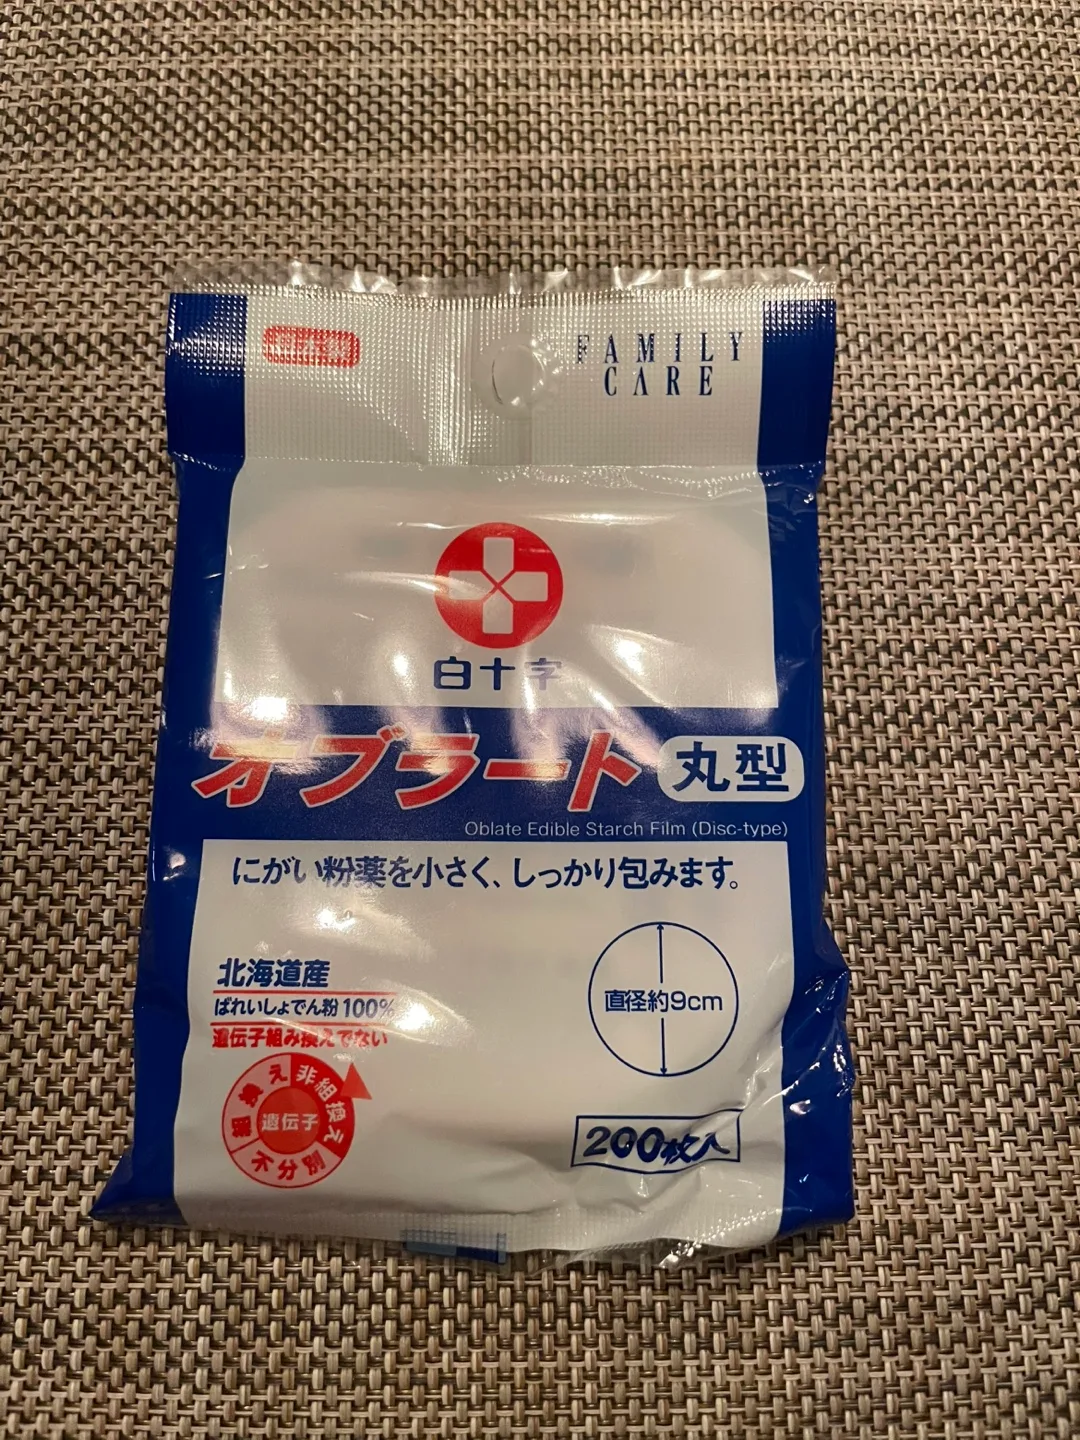 FAMILY
CARE
白十字
オブラート 丸型
Oblate Edible Starch Film (Disc-type)
にがい粉薬を小さく、しっかり包みます。
北海道産
ばれいしょでん粉100%
遺伝子組み換えでない
直径約9cm
非組換え
組換え
不分別
遺伝子
200枚入